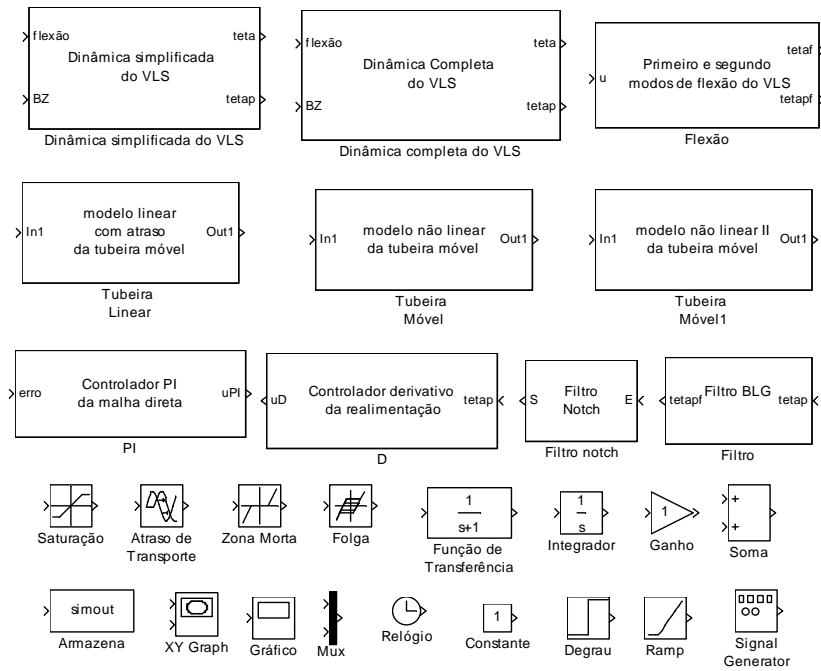 flexão
Dinâmica simplificada
do VLS
teta
BZ
tetap
Dinâmica simplificada do VLS
flexão
Dinâmica Completa
do VLS
teta
BZ
tetap
Dinâmica completa do VLS
u
Primeiro e segundo
modos de flexão do VLS
tetaf
tetapf
Flexão
In1
modelo linear
com atraso
da tubeira móvel
Out1
Tubeira
Linear
In1
modelo não linear
da tubeira móvel
Out1
Tubeira
Móvel
In1
modelo não linear II
da tubeira móvel
Out1
Tubeira
Móvel1
erro
Controlador PI
da malha direta
uPI
PI
uD
Controlador derivativo
da realimentação
tetap
D
S
Filtro
Notch
E
Filtro notch
tetapf
Filtro BLG
tetap
Filtro
Saturação
Atraso de
Transporte
Zona Morta
Folga
1
s+1
Função de
Transferência
1
s
Integrador
1
Ganho
+
+
Soma
simout
Armazena
XY Graph
Gráfico
Mux
Relógio
1
Constante
Degrau
Ramp
Signal
Generator